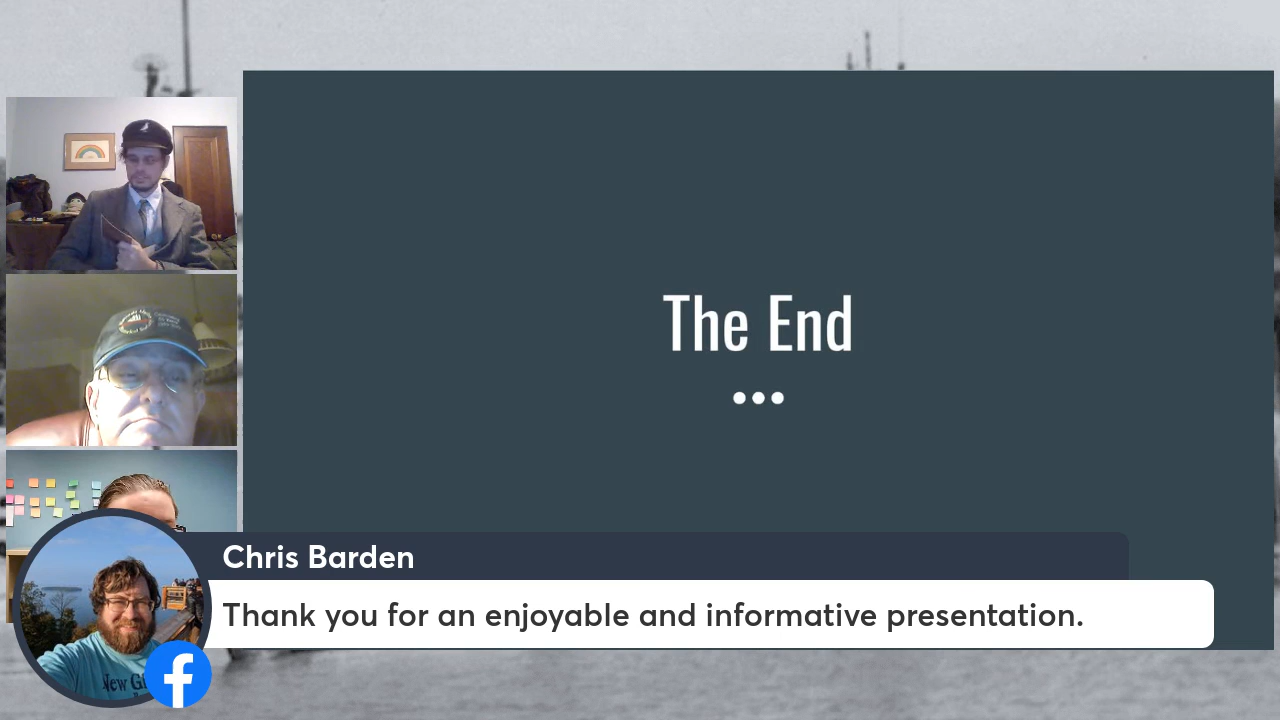 The End
Chris Barden
Thank you for an enjoyable and informative presentation.